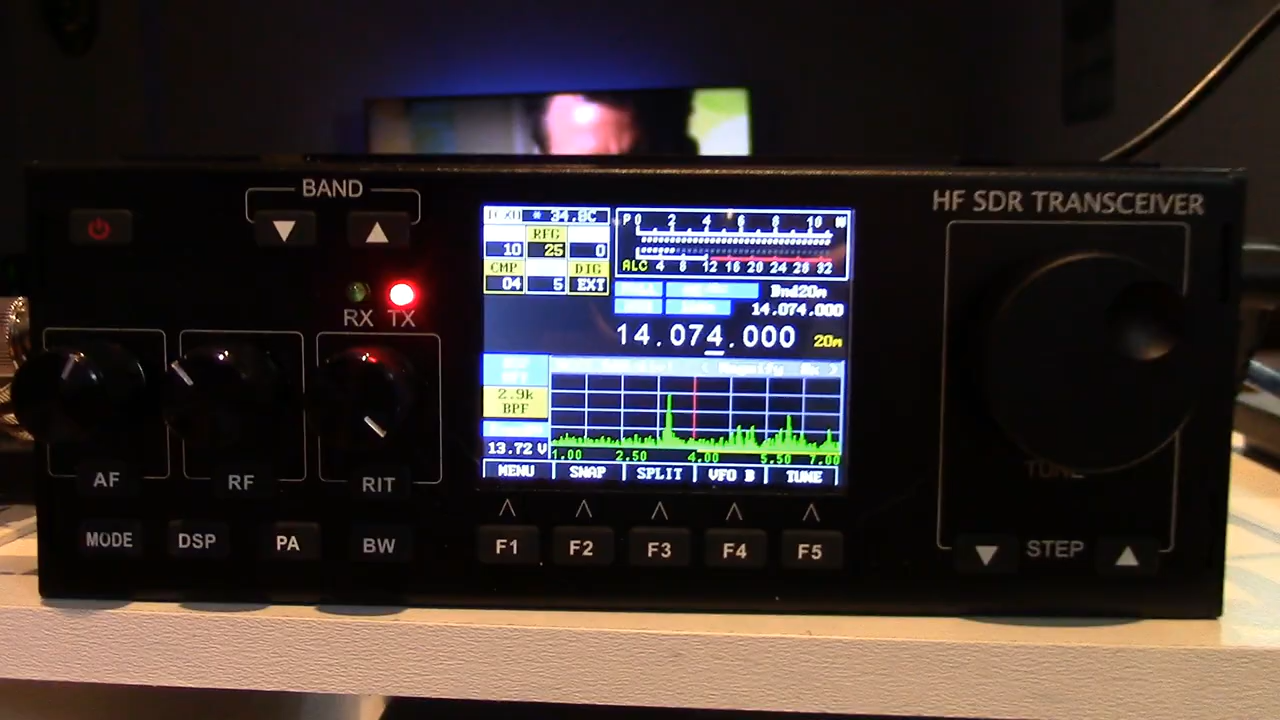 BAND
HF SDR TRANSCEIVER
RX TX
AF
RF
RIT
MODE
DSP
PA
BW
TCXO * 34.8C
RFG
10 25 0
CMP DIG
04 5 EXT
P0 2 4 6 8 10 W
ALC 4 8 12 16 20 24 28 32
Bnd20m
14.074.000
14.074.000 20m
Magnify
2.9k
BPF
13.72 V
1.00 2.50 4.00 5.50 7.00
MENU SNAP SPLIT VFO B TUNE
F1 F2 F3 F4 F5
TUNE
STEP